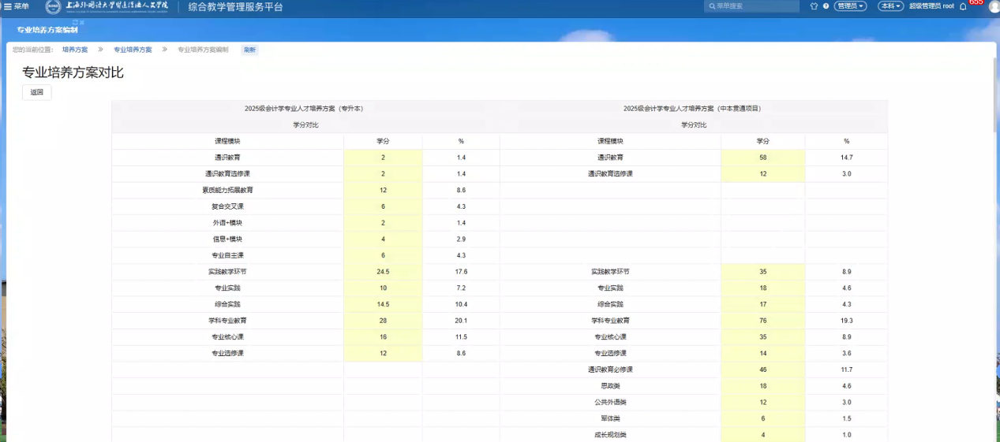 菜单 上海外国语大学贤达经济人文学院 综合教学管理服务平台 菜单搜索 管理员 本科 超级管理员 root 655
专业培养方案编制
您的当前位置： 培养方案 » 专业培养方案 » 专业培养方案编制 刷新
专业培养方案对比
返回
2025级会计学专业人才培养方案（专升本） 2025级会计学专业人才培养方案（中本贯通项目）
学分对比 学分对比
课程模块 学分 % 课程模块 学分 %
通识教育 2 1.4 通识教育 58 14.7
通识教育选修课 2 1.4 通识教育选修课 12 3.0
素质能力拓展教育 12 8.6
复合交叉课 6 4.3
外语+模块 2 1.4
信息+模块 4 2.9
专业自主课 6 4.3
实践教学环节 24.5 17.6 实践教学环节 35 8.9
专业实践 10 7.2 专业实践 18 4.6
综合实践 14.5 10.4 综合实践 17 4.3
学科专业教育 28 20.1 学科专业教育 76 19.3
专业核心课 16 11.5 专业核心课 35 8.9
专业选修课 12 8.6 专业选修课 14 3.6
通识教育必修课 46 11.7
思政类 18 4.6
公共外语类 12 3.0
军体类 6 1.5
成长规划类 4 1.0